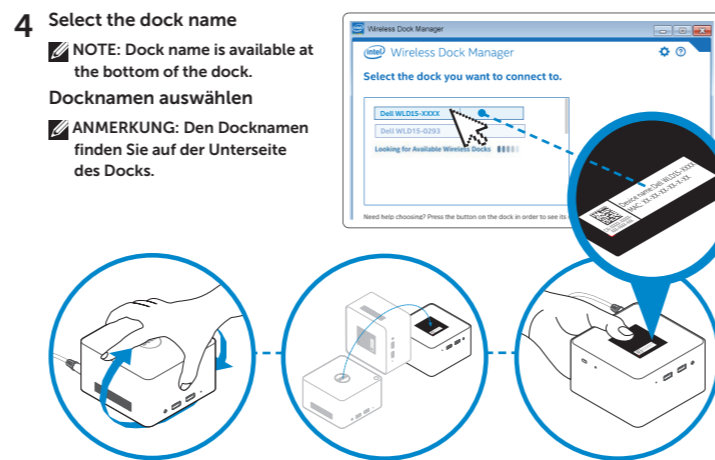 4 Select the dock name
NOTE: Dock name is available at
the bottom of the dock.
Docknamen auswählen
ANMERKUNG: Den Docknamen
finden Sie auf der Unterseite
des Docks.
Wireless Dock Manager
intel Wireless Dock Manager
Select the dock you want to connect to.
Dell WLD15-XXXX
Dell WLD15-0293
Looking for Available Wireless Docks
Need help choosing? Press the button on the dock in order to see its
Device name:Dell WLD15-XXXX
MAC: XX-XX-XX-XX-X-XX